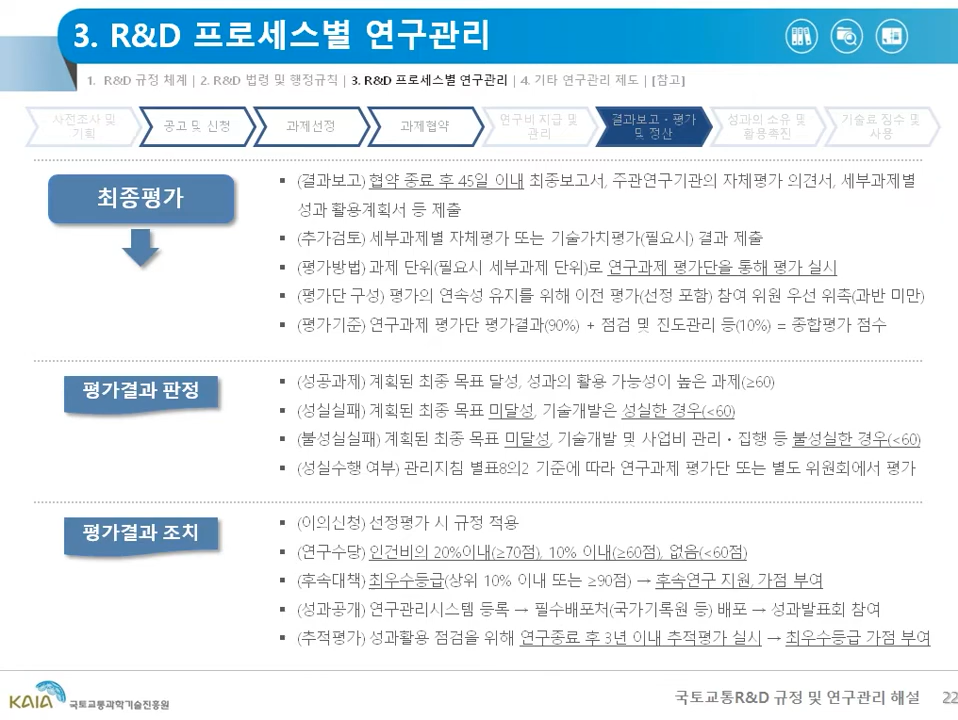 3. R&D 프로세스별 연구관리
1. R&D 규정 체계 | 2. R&D 법령 및 행정규칙 | 3. R&D 프로세스별 연구관리 | 4. 기타 연구관리 제도 | [참고]
사전조사 및 기획
공고 및 신청
과제선정
과제협약
연구비 지급 및 관리
결과보고·평가 및 정산
성과의 소유 및 활용촉진
기술료 징수 및 사용
최종평가
▪ (결과보고) 협약 종료 후 45일 이내 최종보고서, 주관연구기관의 자체평가 의견서, 세부과제별
성과 활용계획서 등 제출
▪ (추가검토) 세부과제별 자체평가 또는 기술가치평가(필요시) 결과 제출
▪ (평가방법) 과제 단위(필요시 세부과제 단위)로 연구과제 평가단을 통해 평가 실시
▪ (평가단 구성) 평가의 연속성 유지를 위해 이전 평가(선정 포함) 참여 위원 우선 위촉(과반 미만)
▪ (평가기준) 연구과제 평가단 평가결과(90%) + 점검 및 진도관리 등(10%) = 종합평가 점수
평가결과 판정
▪ (성공과제) 계획된 최종 목표 달성, 성과의 활용 가능성이 높은 과제(≥60)
▪ (성실실패) 계획된 최종 목표 미달성, 기술개발은 성실한 경우(<60)
▪ (불성실실패) 계획된 최종 목표 미달성, 기술개발 및 사업비 관리·집행 등 불성실한 경우(<60)
▪ (성실수행 여부) 관리지침 별표8의2 기준에 따라 연구과제 평가단 또는 별도 위원회에서 평가
평가결과 조치
▪ (이의신청) 선정평가 시 규정 적용
▪ (연구수당) 인건비의 20%이내(≥70점), 10% 이내(≥60점), 없음(<60점)
▪ (후속대책) 최우수등급(상위 10% 이내 또는 ≥90점) → 후속연구 지원, 가점 부여
▪ (성과공개) 연구관리시스템 등록 → 필수배포처(국가기록원 등) 배포 → 성과발표회 참여
▪ (추적평가) 성과활용 점검을 위해 연구종료 후 3년 이내 추적평가 실시 → 최우수등급 가점 부여
KAIA 국토교통과학기술진흥원
국토교통R&D 규정 및 연구관리 해설 22